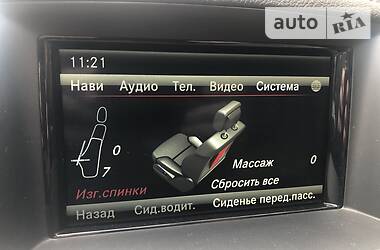 auto RIA
11:21
Нави Аудио Тел. Видео Система
0
7
Массаж 0
Изг.спинки
Сбросить все
Назад Сид.водит. Сиденье перед.пасс.